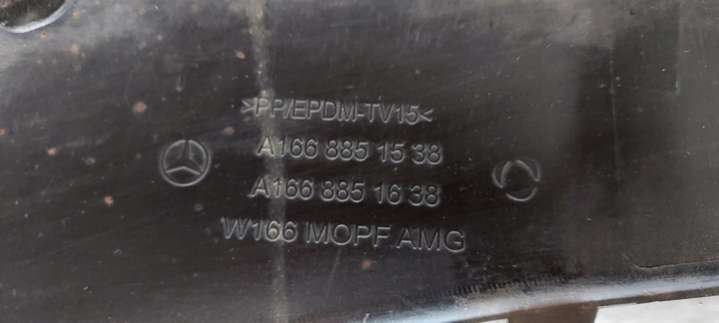 >PP/EPDM-TV15<
A166 885 15 38
A166 885 16 38
W166 MOPF AMG